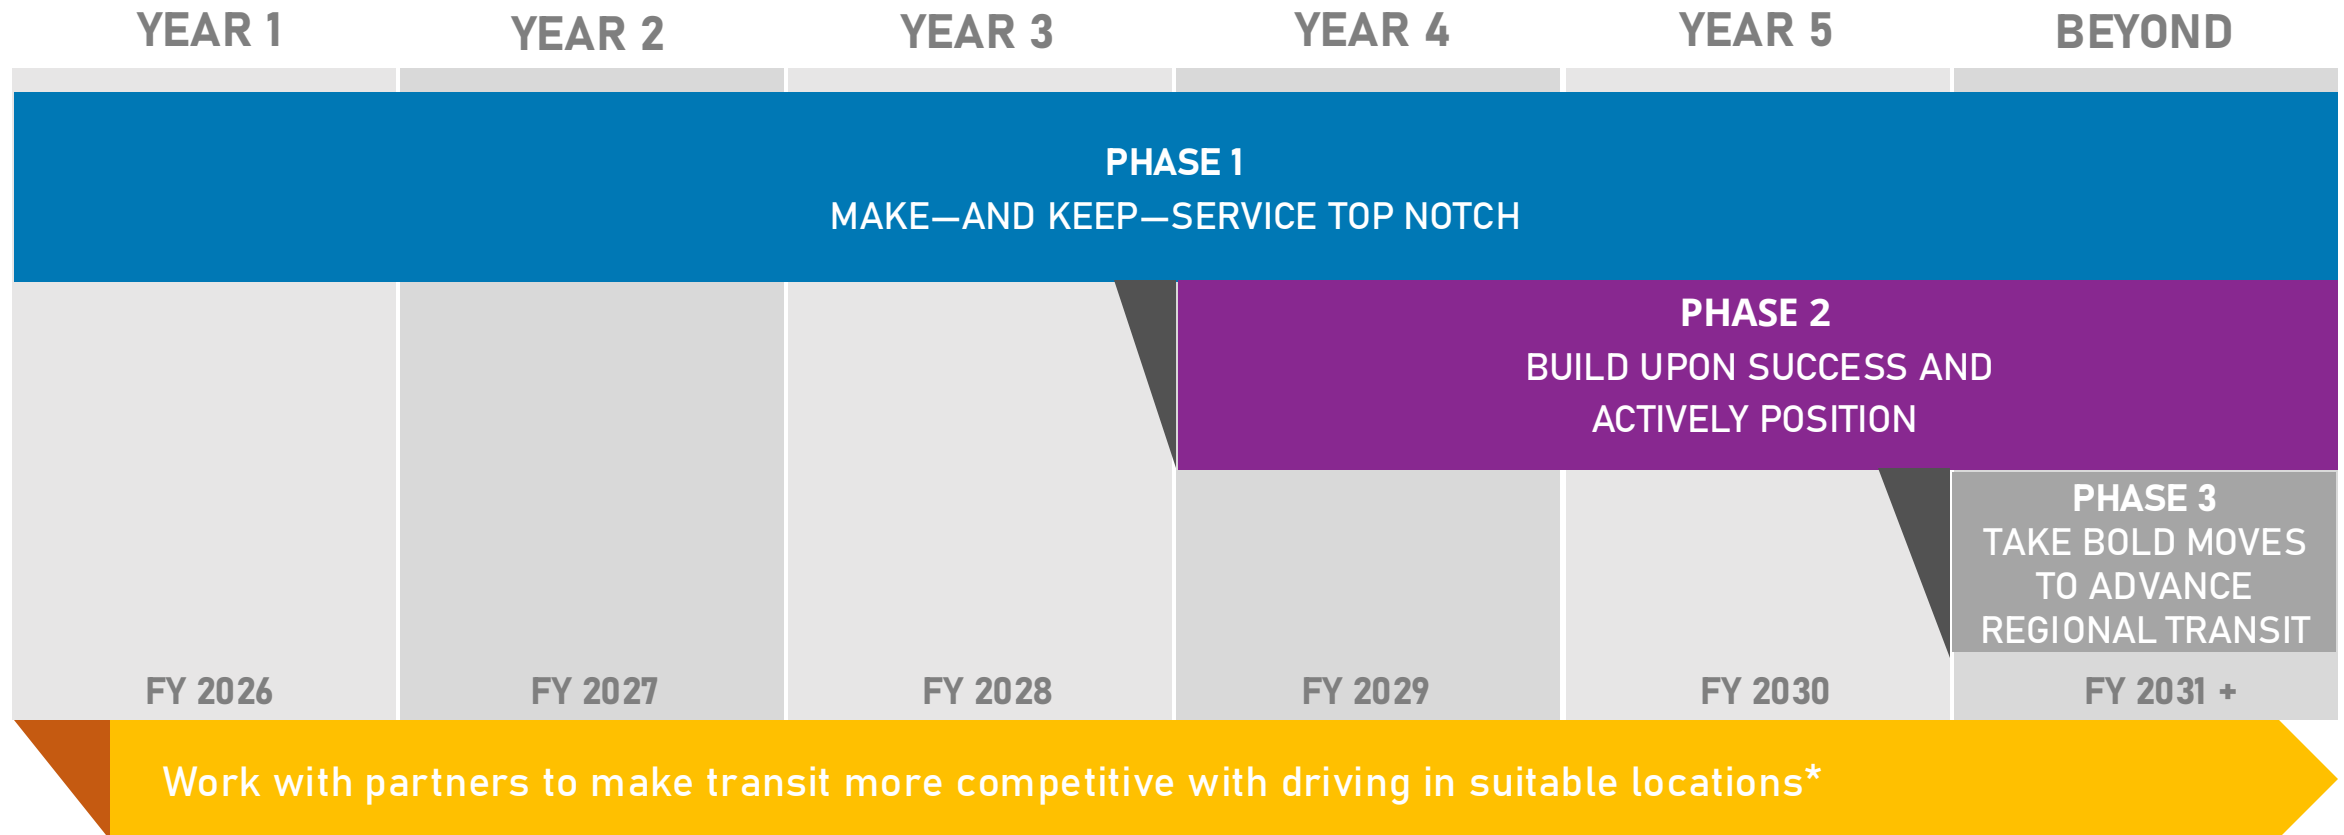 YEAR 1 YEAR 2 YEAR 3 YEAR 4 YEAR 5 BEYOND
PHASE 1
MAKE—AND KEEP—SERVICE TOP NOTCH
PHASE 2
BUILD UPON SUCCESS AND
ACTIVELY POSITION
PHASE 3
TAKE BOLD MOVES
TO ADVANCE
REGIONAL TRANSIT
FY 2026 FY 2027 FY 2028 FY 2029 FY 2030 FY 2031 +
Work with partners to make transit more competitive with driving in suitable locations*